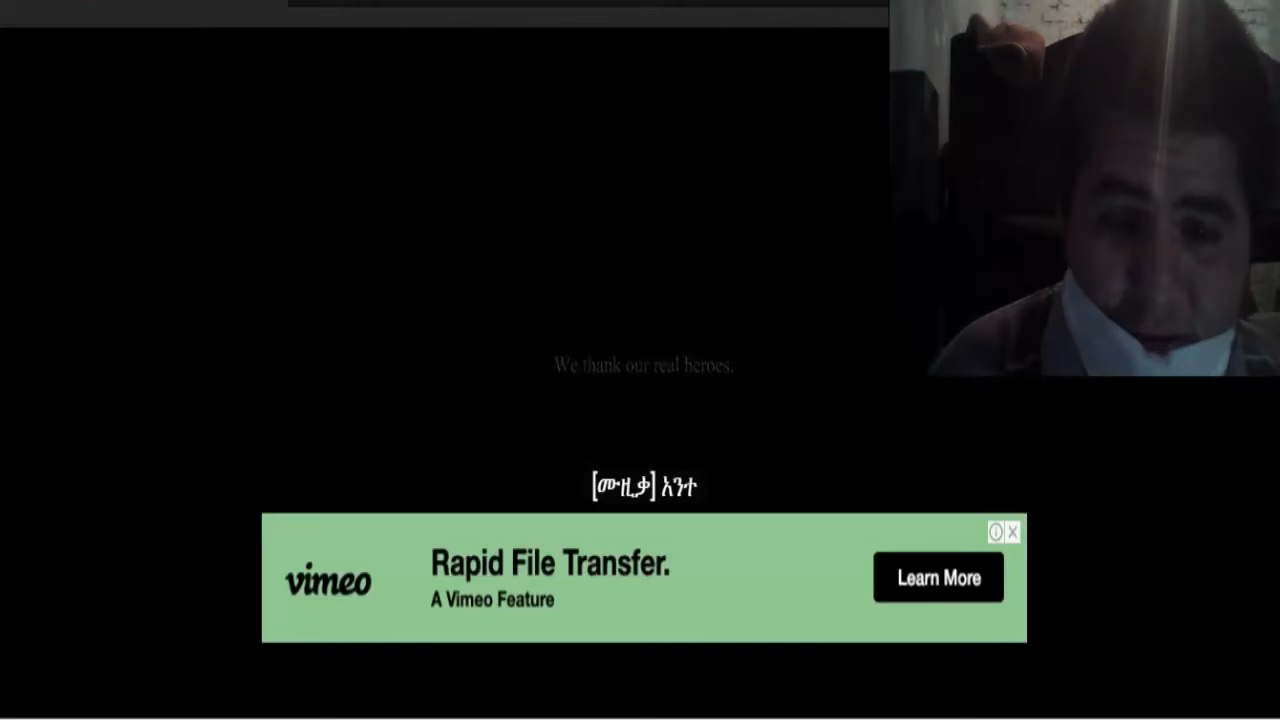 We thank our real heroes.
[ሙዚቃ] አንተ
vimeo
Rapid File Transfer.
A Vimeo Feature
Learn More